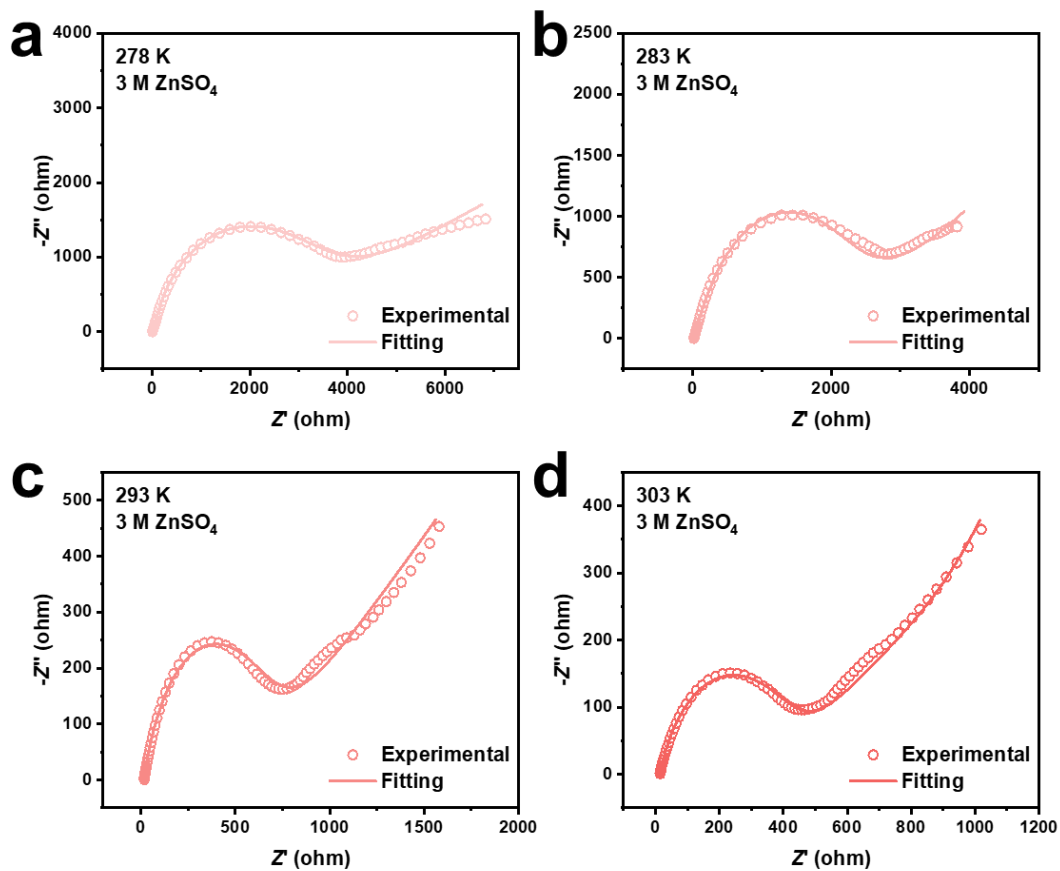 a
278 K
3 M ZnSO₄
4000
3000
2000
1000
0
-Z'' (ohm)
Experimental
Fitting
0 2000 4000 6000
Z' (ohm)
b
283 K
3 M ZnSO₄
2500
2000
1500
1000
500
0
-Z'' (ohm)
Experimental
Fitting
0 2000 4000
Z' (ohm)
c
293 K
3 M ZnSO₄
500
400
300
200
100
0
-Z'' (ohm)
Experimental
Fitting
0 500 1000 1500 2000
Z' (ohm)
d
303 K
3 M ZnSO₄
400
300
200
100
0
-Z'' (ohm)
Experimental
Fitting
0 200 400 600 800 1000 1200
Z' (ohm)